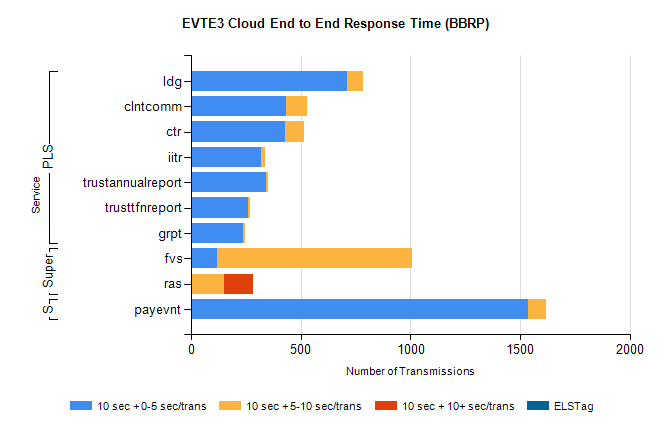 EVTE3 Cloud End to End Response Time (BBRP)
ldg
clntcomm
ctr
iitr
trustannualreport
trusttfnreport
grpt
fvs
ras
payevnt
Service
PLS
Super
LS
0
500
1000
1500
2000
Number of Transmissions
10 sec +0-5 sec/trans
10 sec +5-10 sec/trans
10 sec + 10+ sec/trans
ELSTag